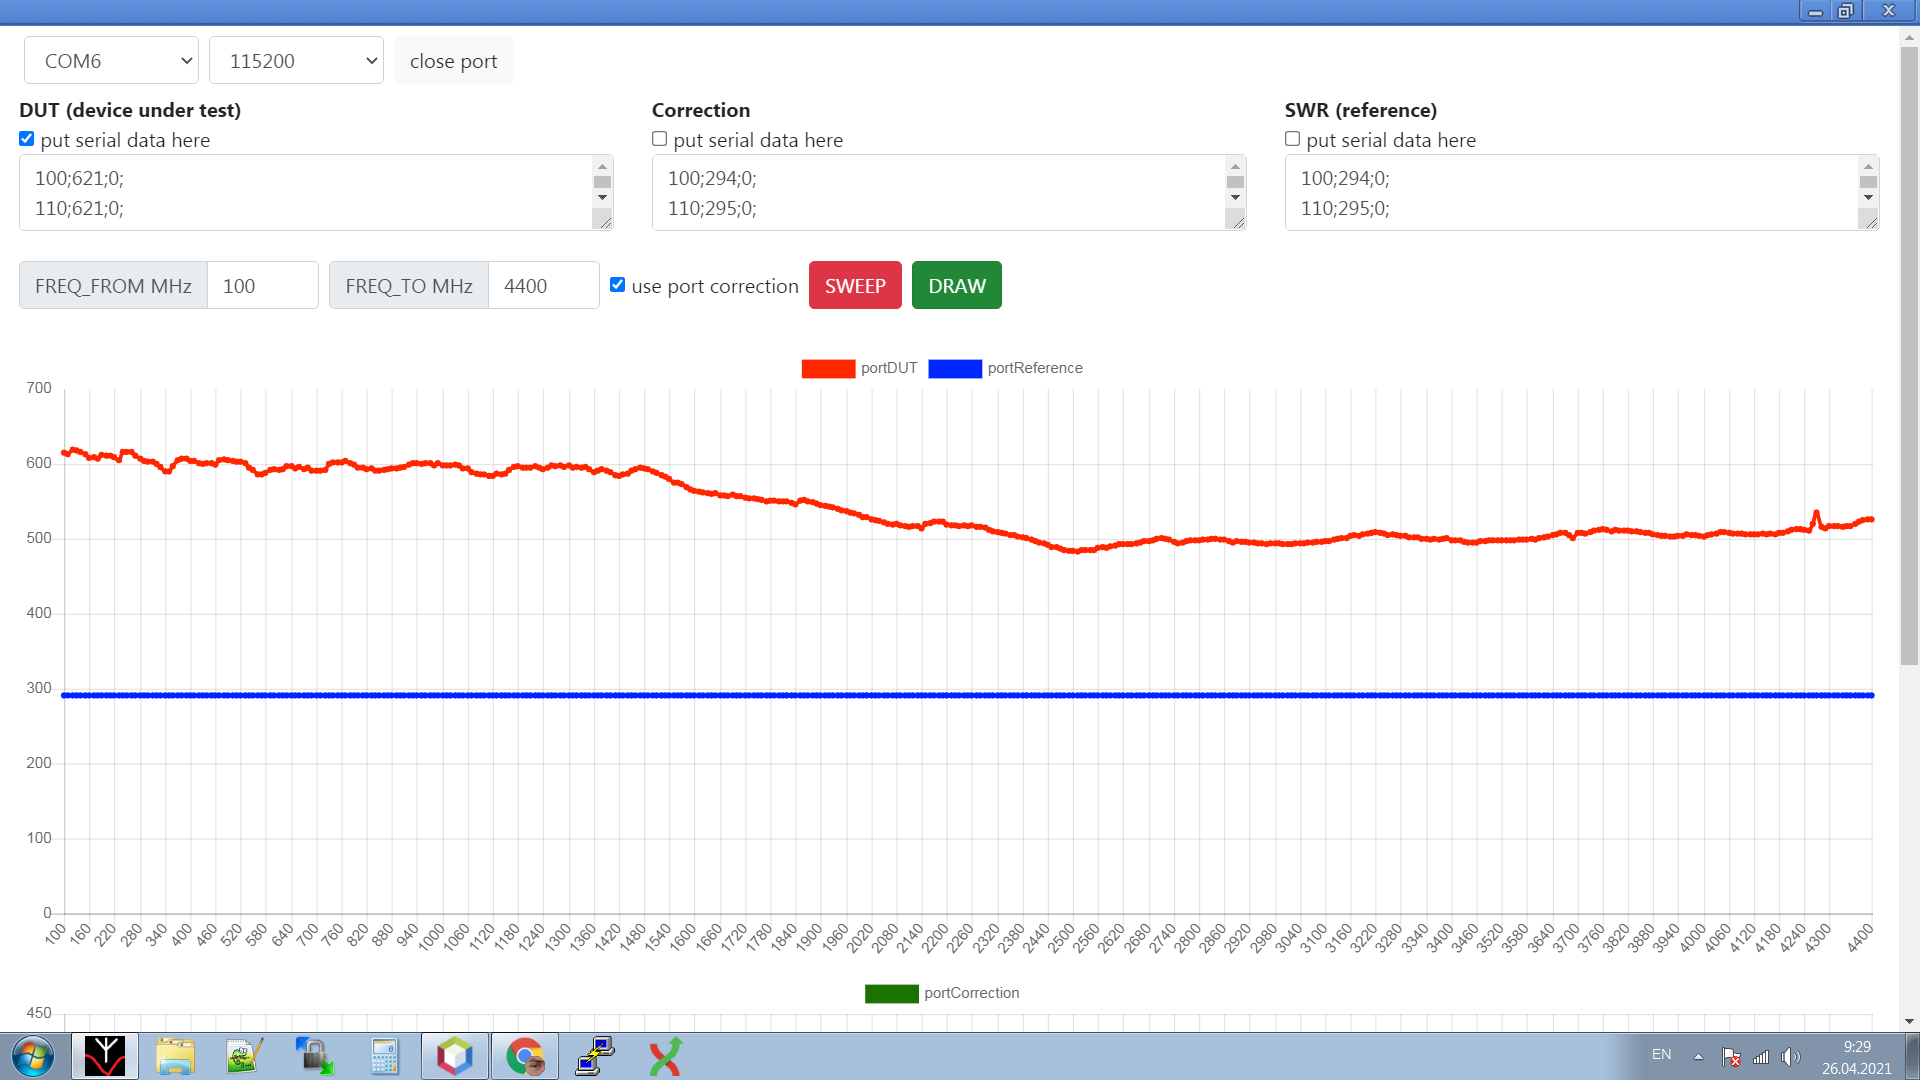 COM6 115200 close port
DUT (device under test) Correction SWR (reference)
put serial data here put serial data here put serial data here
100;621;0; 100;294;0; 100;294;0;
110;621;0; 110;295;0; 110;295;0;
FREQ_FROM MHz 100 FREQ_TO MHz 4400 use port correction SWEEP DRAW
portDUT portReference
700
600
500
400
300
200
100
0
100 160 220 280 340 400 460 520 580 640 700 760 820 880 940 1000 1060 1120 1180 1240 1300 1360 1420 1480 1540 1600 1660 1720 1780 1840 1900 1960 2020 2080 2140 2200 2260 2320 2380 2440 2500 2560 2620 2680 2740 2800 2860 2920 2980 3040 3100 3160 3220 3280 3340 3400 3460 3520 3580 3640 3700 3760 3820 3880 3940 4000 4060 4120 4180 4240 4300 4400
portCorrection
450
EN 9:29
26.04.2021